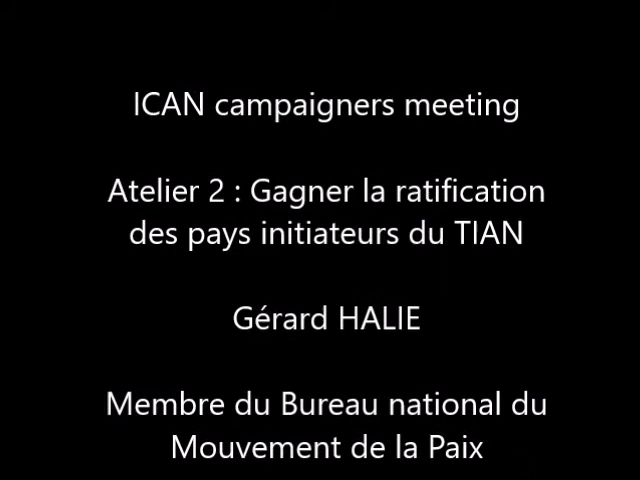 ICAN campaigners meeting
Atelier 2 : Gagner la ratification
des pays initiateurs du TIAN
Gérard HALIE
Membre du Bureau national du
Mouvement de la Paix